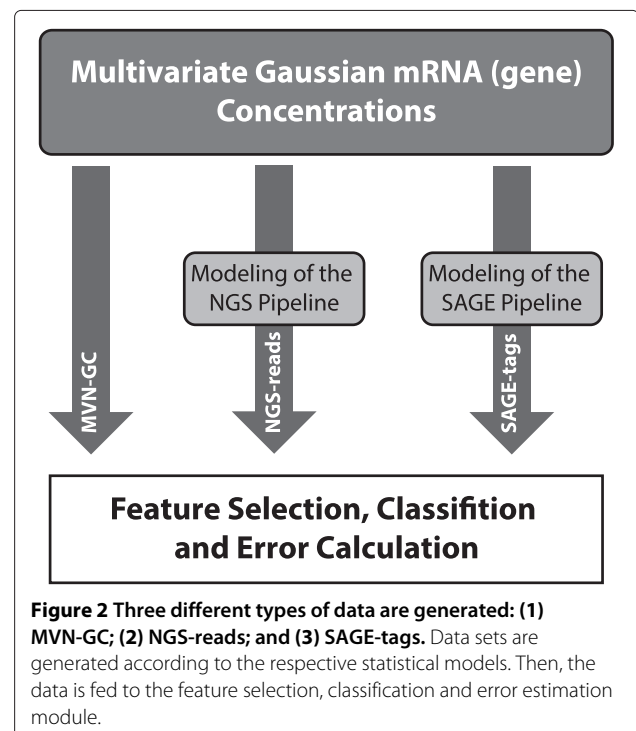 Multivariate Gaussian mRNA (gene)
Concentrations
Modeling of the
NGS Pipeline
Modeling of the
SAGE Pipeline
MVN-GC
NGS-reads
SAGE-tags
Feature Selection, Classifition
and Error Calculation
Figure 2 Three different types of data are generated: (1)
MVN-GC; (2) NGS-reads; and (3) SAGE-tags. Data sets are
generated according to the respective statistical models. Then, the
data is fed to the feature selection, classification and error estimation
module.